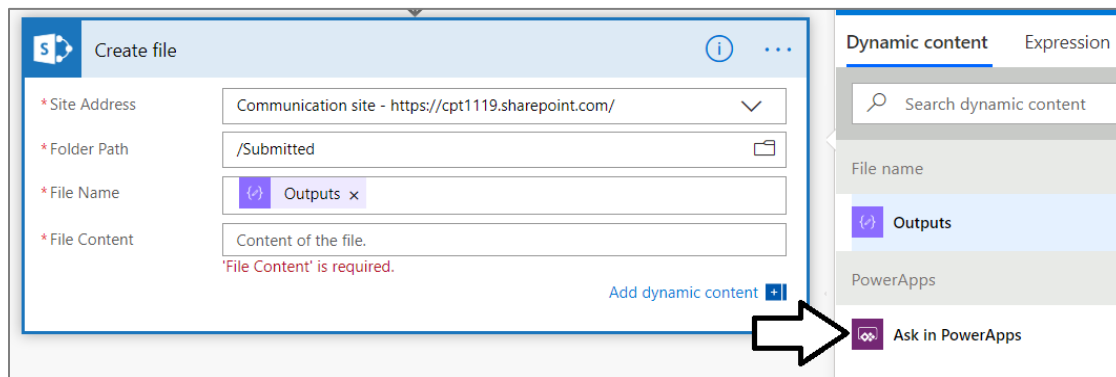 Create file
* Site Address
Communication site - https://cpt1119.sharepoint.com/
* Folder Path
/Submitted
* File Name
Outputs ×
* File Content
Content of the file.
'File Content' is required.
Add dynamic content
Dynamic content
Expression
Search dynamic content
File name
Outputs
PowerApps
Ask in PowerApps